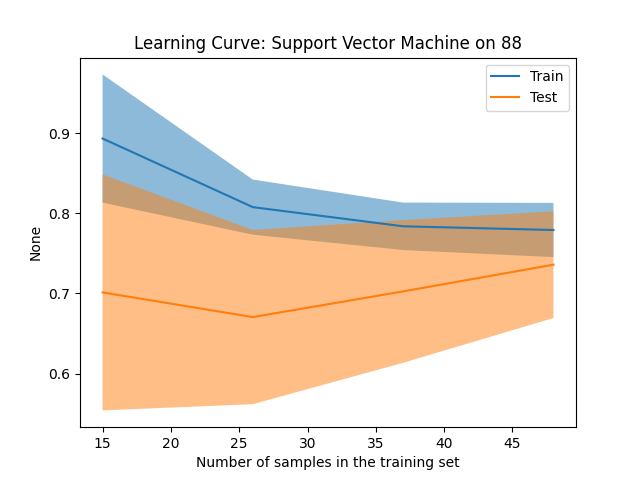 Learning Curve: Support Vector Machine on 88
Train
Test
None
0.9
0.8
0.7
0.6
15 20 25 30 35 40 45
Number of samples in the training set